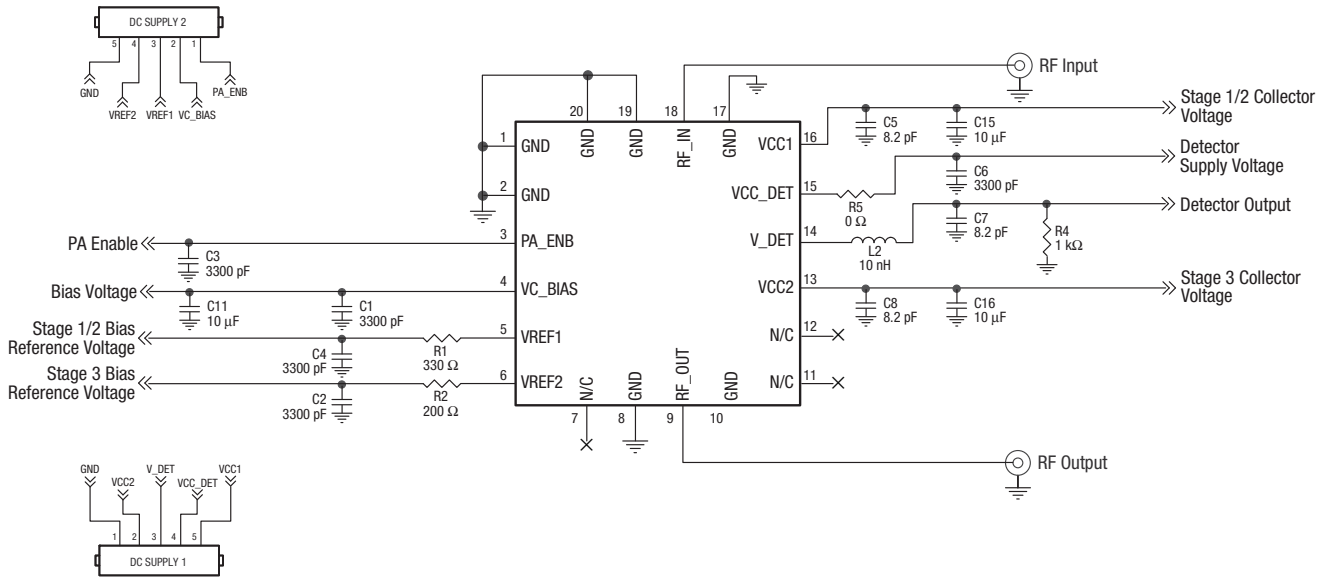 DC SUPPLY 2
5 4 3 2 1
GND
VREF2
VREF1
VC_BIAS
PA_ENB
RF Input
20 19 18 17
GND
GND
RF_IN
GND
1 GND
2 GND
3 PA_ENB
4 VC_BIAS
5 VREF1
6 VREF2
VCC1 16
VCC_DET 15
V_DET 14
VCC2 13
N/C 12
N/C 11
N/C
GND
RF_OUT
GND
7 8 9 10
PA Enable
C3
3300 pF
Bias Voltage
C11
10 μF
C1
3300 pF
Stage 1/2 Bias
Reference Voltage
C4
3300 pF
R1
330 Ω
Stage 3 Bias
Reference Voltage
C2
3300 pF
R2
200 Ω
C5
8.2 pF
C15
10 μF
Stage 1/2 Collector
Voltage
R5
0 Ω
C6
3300 pF
Detector
Supply Voltage
L2
10 nH
C7
8.2 pF
R4
1 kΩ
Detector Output
C8
8.2 pF
C16
10 μF
Stage 3 Collector
Voltage
RF Output
GND
VCC2
V_DET
VCC_DET
VCC1
1 2 3 4 5
DC SUPPLY 1